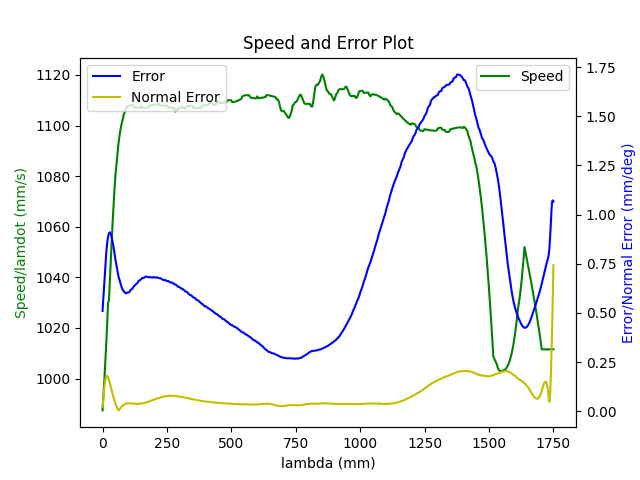 Speed and Error Plot
Error
Normal Error
Speed
1120
1100
1080
1060
1040
1020
1000
Speed/lamdot (mm/s)
1.75
1.50
1.25
1.00
0.75
0.50
0.25
0.00
Error/Normal Error (mm/deg)
0 250 500 750 1000 1250 1500 1750
lambda (mm)